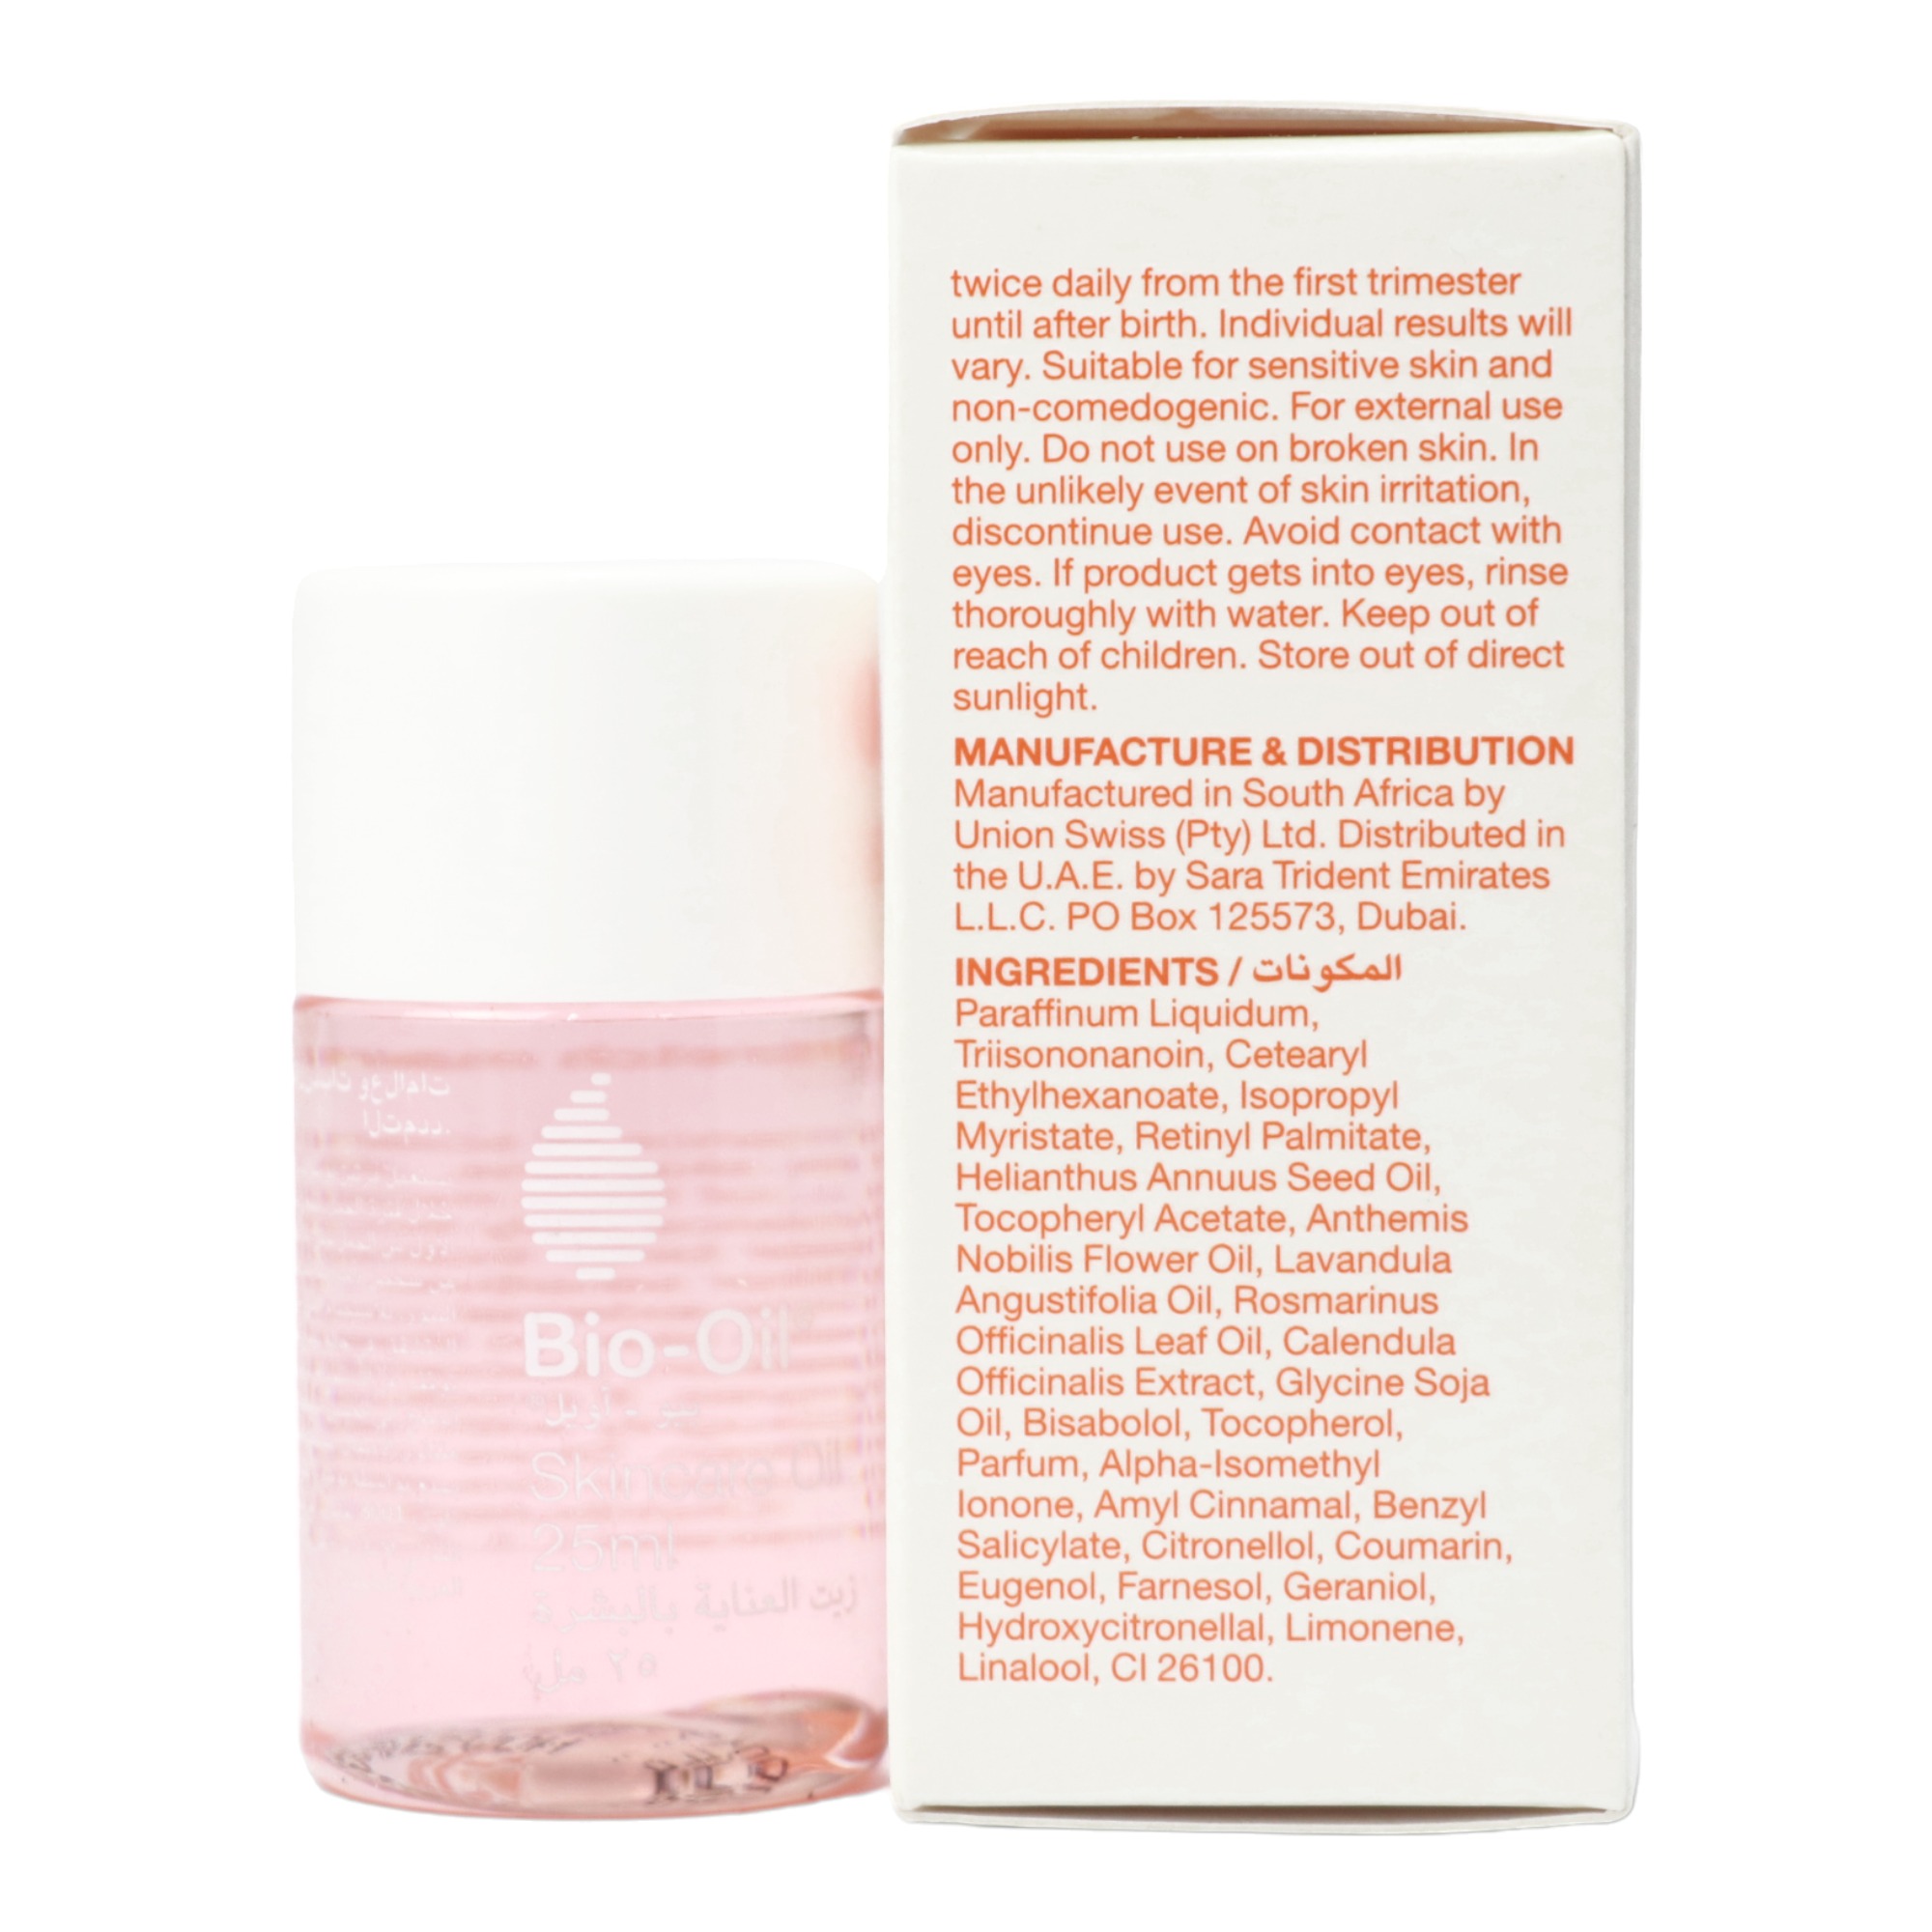 twice daily from the first trimester
until after birth. Individual results will
vary. Suitable for sensitive skin and
non-comedogenic. For external use
only. Do not use on broken skin. In
the unlikely event of skin irritation,
discontinue use. Avoid contact with
eyes. If product gets into eyes, rinse
thoroughly with water. Keep out of
reach of children. Store out of direct
sunlight.
MANUFACTURE & DISTRIBUTION
Manufactured in South Africa by
Union Swiss (Pty) Ltd. Distributed in
the U.A.E. by Sara Trident Emirates
L.L.C. PO Box 125573, Dubai.
INGREDIENTS / المكونات
Paraffinum Liquidum,
Triisononanoin, Cetearyl
Ethylhexanoate, Isopropyl
Myristate, Retinyl Palmitate,
Helianthus Annuus Seed Oil,
Tocopheryl Acetate, Anthemis
Nobilis Flower Oil, Lavandula
Angustifolia Oil, Rosmarinus
Officinalis Leaf Oil, Calendula
Officinalis Extract, Glycine Soja
Oil, Bisabolol, Tocopherol,
Parfum, Alpha-Isomethyl
Ionone, Amyl Cinnamal, Benzyl
Salicylate, Citronellol, Coumarin,
Eugenol, Farnesol, Geraniol,
Hydroxycitronellal, Limonene,
Linalool, CI 26100.
وعلامات
التمدد.
Bio-Oil
بيو - أويل
Skincare Oil
25ml
زيت العناية بالبشرة
٢٥ مل